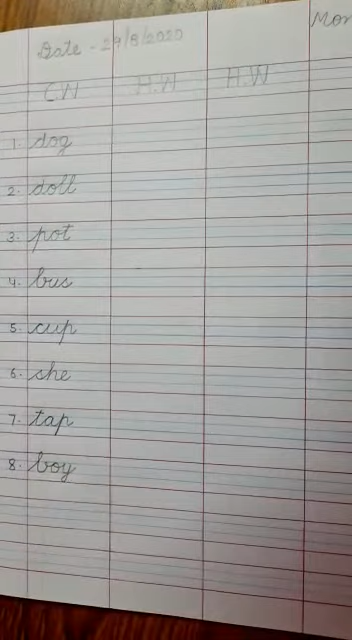 Mon
Date - 29/8/2020
CW H.W H.W
1. dog
2. doll
3. pot
4. bus
5. cup
6. she
7. tap
8. boy